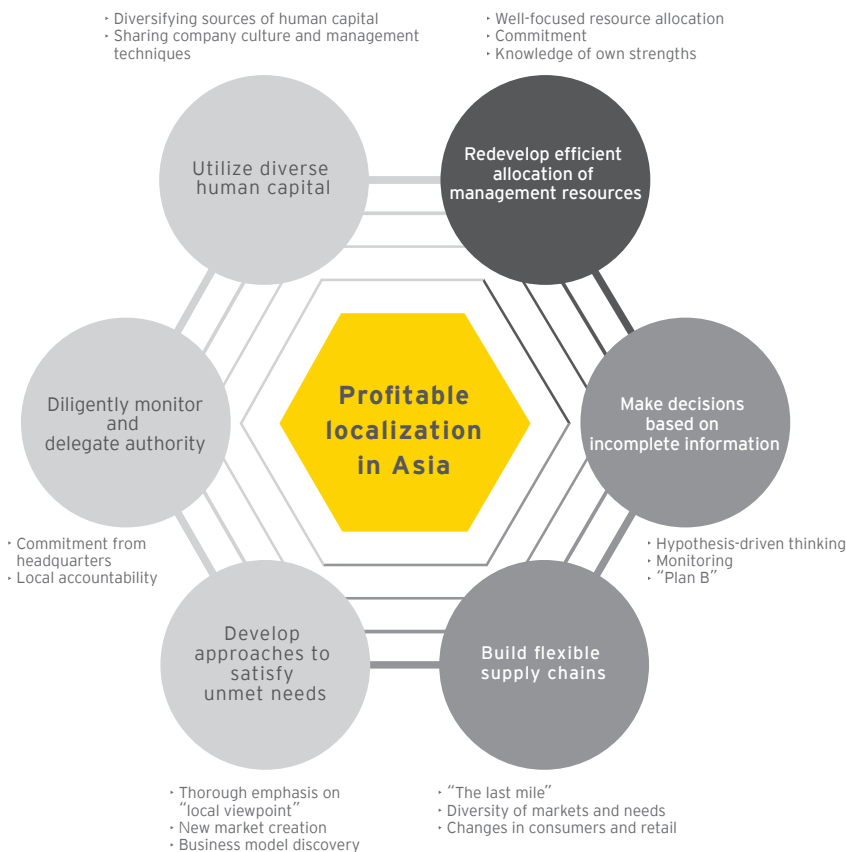 ‣ Diversifying sources of human capital
‣ Sharing company culture and management
techniques
‣ Well-focused resource allocation
‣ Commitment
‣ Knowledge of own strengths
Utilize diverse
human capital
Redevelop efficient
allocation of
management resources
Diligently monitor
and
delegate authority
Profitable
localization
in Asia
Make decisions
based on
incomplete information
‣ Commitment from
headquarters
‣ Local accountability
‣ Hypothesis-driven thinking
‣ Monitoring
‣ “Plan B”
Develop
approaches to
satisfy
unmet needs
Build flexible
supply chains
‣ Thorough emphasis on
“local viewpoint”
‣ New market creation
‣ Business model discovery
‣ “The last mile”
‣ Diversity of markets and needs
‣ Changes in consumers and retail